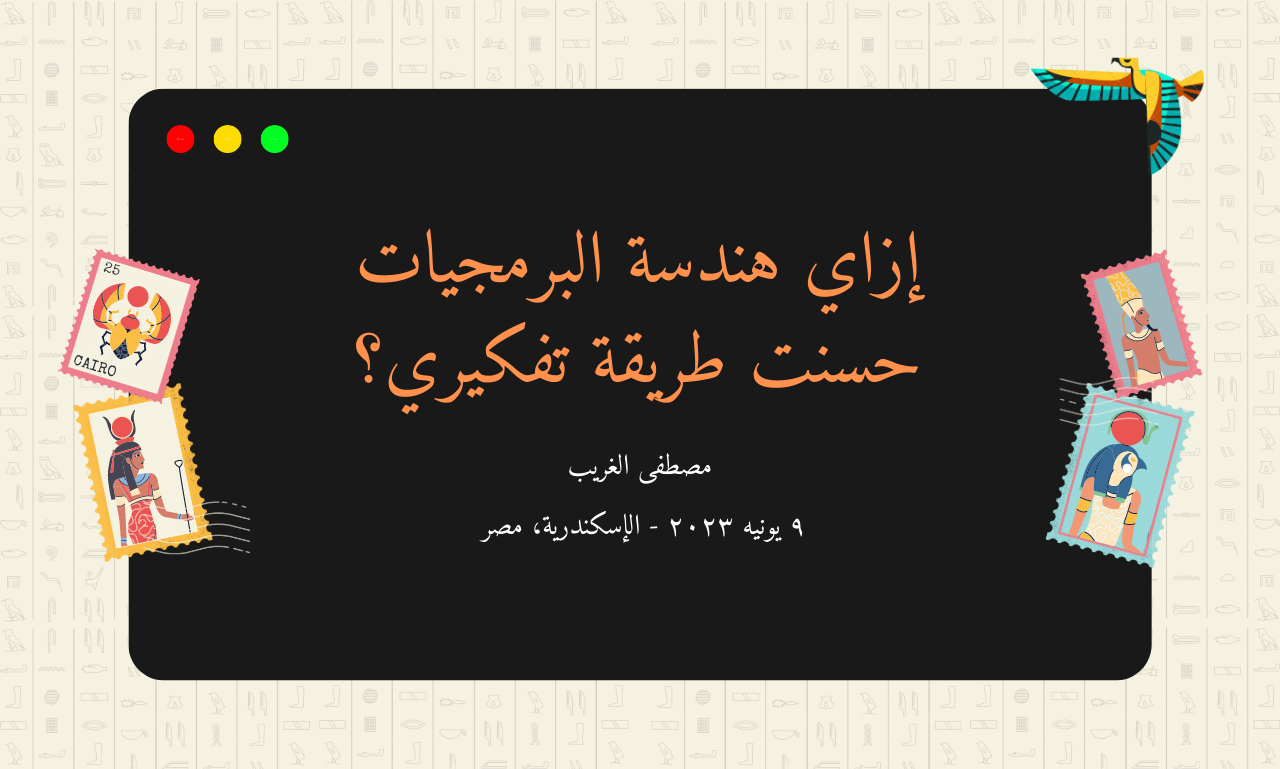 إزاي هندسة البرمجيات
حسنت طريقة تفكيري؟
مصطفى الغريب
٩ يونيه ٢٠٢٣ - الإسكندرية، مصر
25
CAIRO